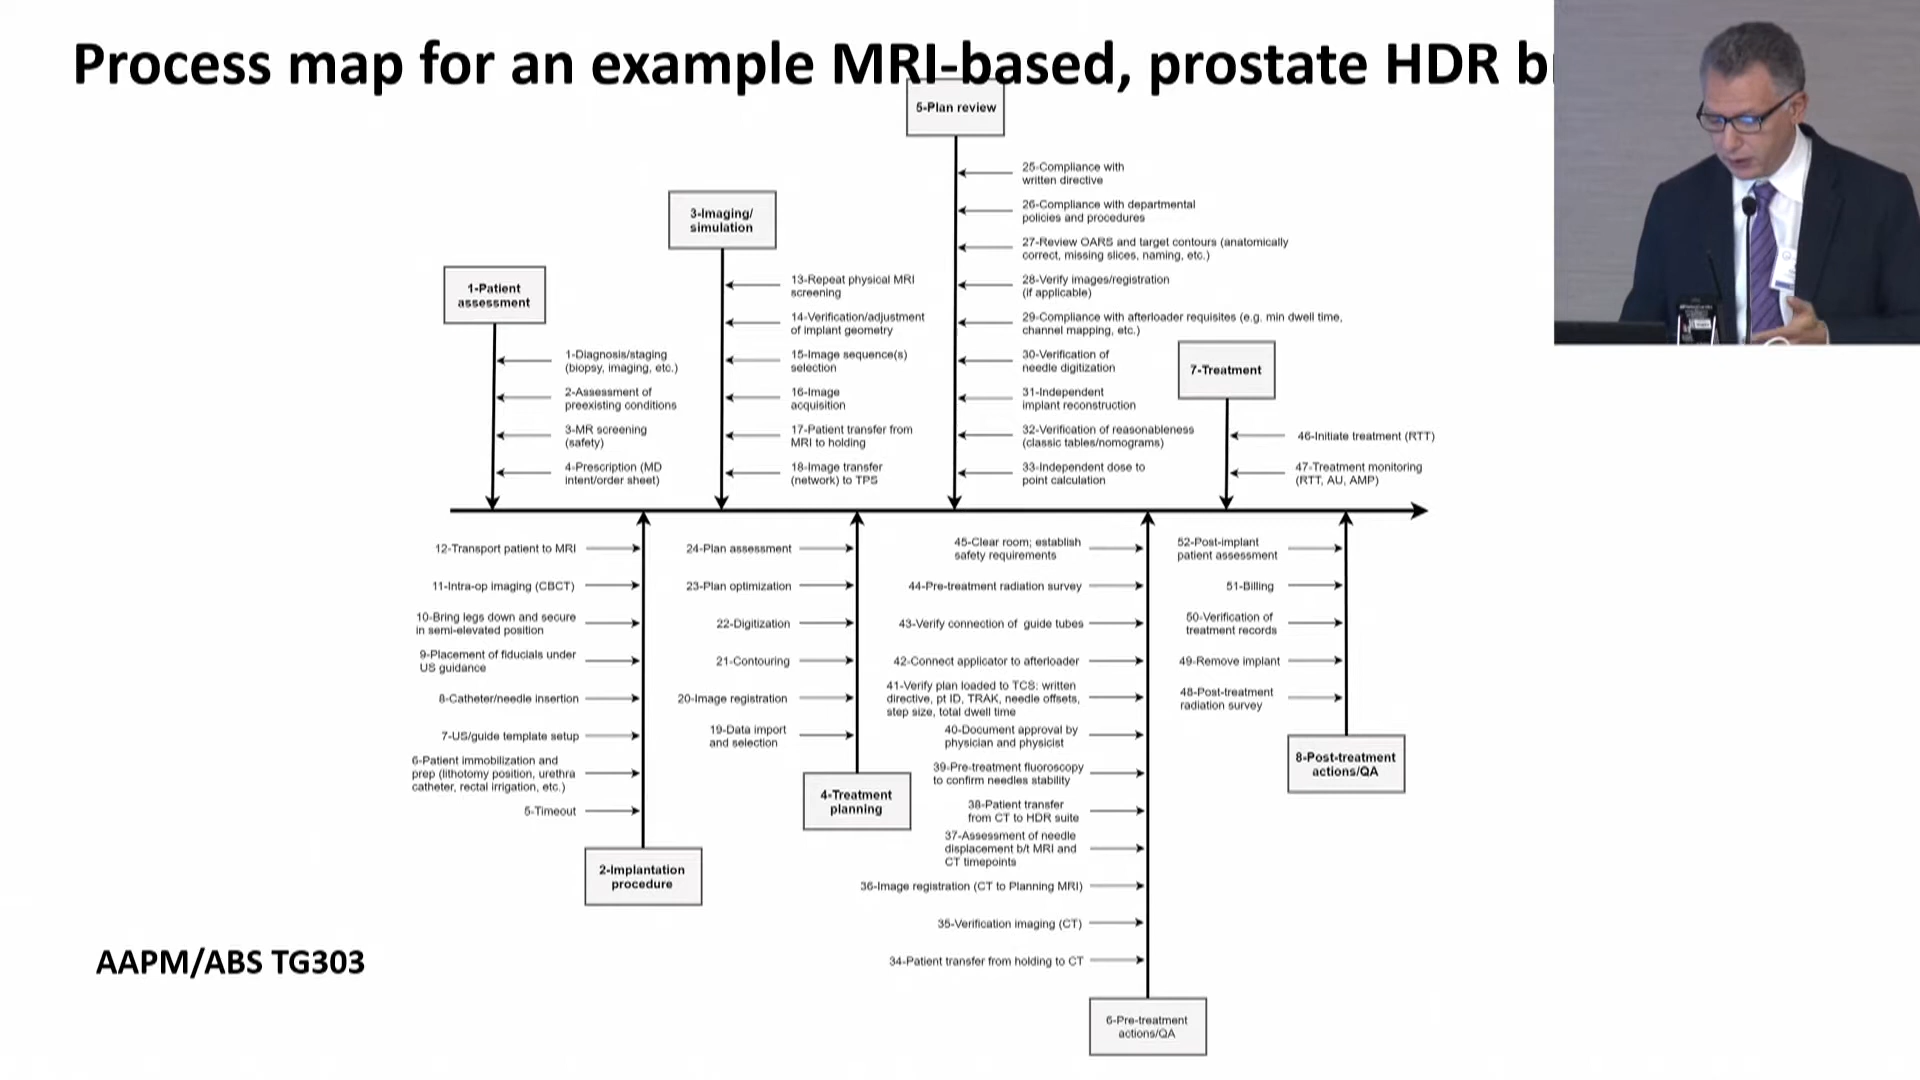 Process map for an example MRI-based, prostate HDR b
5-Plan review
25-Compliance with
written directive
26-Compliance with departmental
policies and procedures
27-Review OARS and target contours (anatomically
correct, missing slices, naming, etc.)
28-Verify images/registration
(if applicable)
29-Compliance with afterloader requisites (e.g. min dwell time,
channel mapping, etc.)
30-Verification of
needle digitization
31-Independent
implant reconstruction
32-Verification of reasonableness
(classic tables/nomograms)
33-Independent dose to
point calculation
3-Imaging/
simulation
13-Repeat physical MRI
screening
14-Verification/adjustment
of implant geometry
15-Image sequence(s)
selection
16-Image
acquisition
17-Patient transfer from
MRI to holding
18-Image transfer
(network) to TPS
1-Patient
assessment
1-Diagnosis/staging
(biopsy, imaging, etc.)
2-Assessment of
preexisting conditions
3-MR screening
(safety)
4-Prescription (MD
intent/order sheet)
7-Treatment
46-Initiate treatment (RTT)
47-Treatment monitoring
(RTT, AU, AMP)
12-Transport patient to MRI
11-Intra-op imaging (CBCT)
10-Bring legs down and secure
in semi-elevated position
9-Placement of fiducials under
US guidance
8-Catheter/needle insertion
7-US/guide template setup
6-Patient immobilization and
prep (lithotomy position, urethra
catheter, rectal irrigation, etc.)
5-Timeout
2-Implantation
procedure
24-Plan assessment
23-Plan optimization
22-Digitization
21-Contouring
20-Image registration
19-Data import
and selection
4-Treatment
planning
45-Clear room; establish
safety requirements
44-Pre-treatment radiation survey
43-Verify connection of guide tubes
42-Connect applicator to afterloader
41-Verify plan loaded to TCS: written
directive, pt ID, TRAK, needle offsets,
step size, total dwell time
40-Document approval by
physician and physicist
39-Pre-treatment fluoroscopy
to confirm needles stability
38-Patient transfer
from CT to HDR suite
37-Assessment of needle
displacement b/t MRI and
CT timepoints
36-Image registration (CT to Planning MRI)
35-Verification imaging (CT)
34-Patient transfer from holding to CT
6-Pre-treatment
actions/QA
52-Post-implant
patient assessment
51-Billing
50-Verification of
treatment records
49-Remove implant
48-Post-treatment
radiation survey
8-Post-treatment
actions/QA
AAPM/ABS TG303